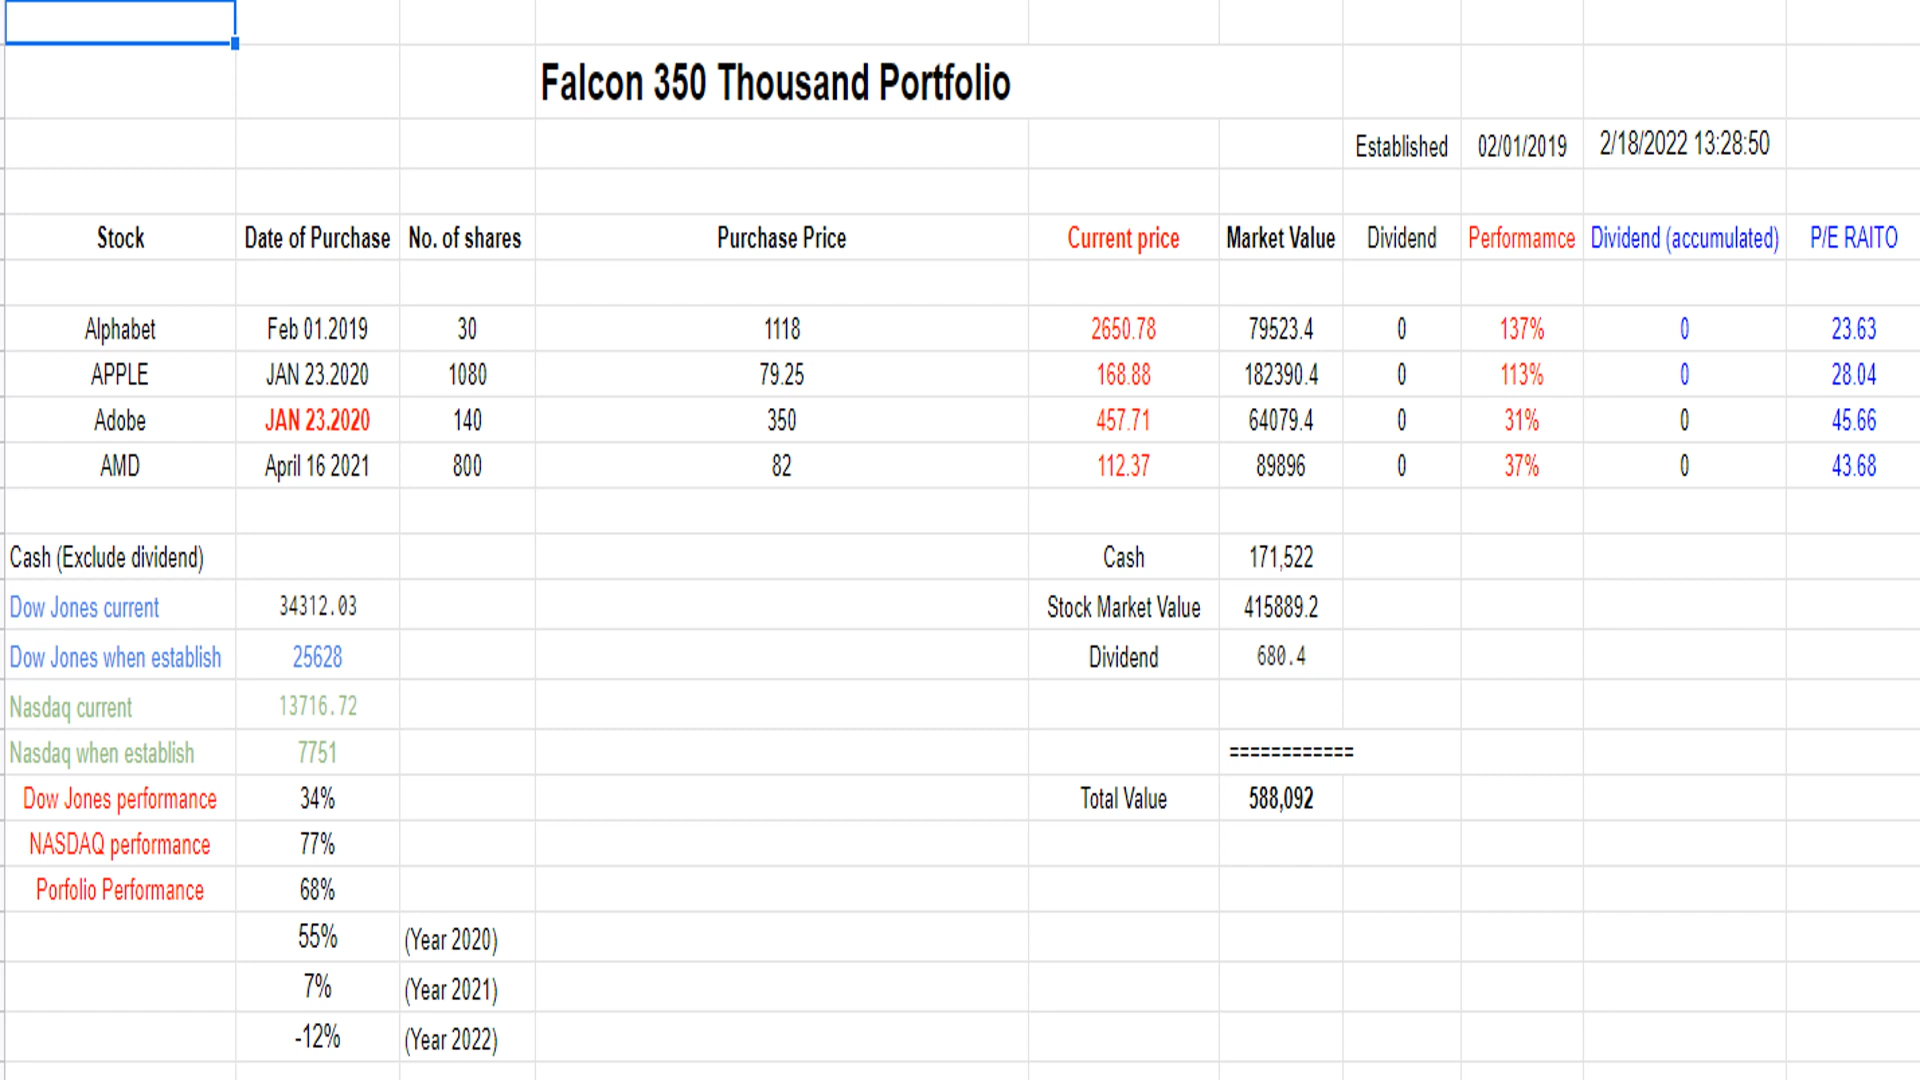 Falcon 350 Thousand Portfolio
Established 02/01/2019 2/18/2022 13:28:50
Stock Date of Purchase No. of shares Purchase Price Current price Market Value Dividend Performamce Dividend (accumulated) P/E RAITO
Alphabet Feb 01.2019 30 1118 2650.78 79523.4 0 137% 0 23.63
APPLE JAN 23.2020 1080 79.25 168.88 182390.4 0 113% 0 28.04
Adobe JAN 23.2020 140 350 457.71 64079.4 0 31% 0 45.66
AMD April 16 2021 800 82 112.37 89896 0 37% 0 43.68
Cash (Exclude dividend) Cash 171,522
Dow Jones current 34312.03 Stock Market Value 415889.2
Dow Jones when establish 25628 Dividend 680.4
Nasdaq current 13716.72
Nasdaq when establish 7751 ============
Dow Jones performance 34% Total Value 588,092
NASDAQ performance 77%
Porfolio Performance 68%
55% (Year 2020)
7% (Year 2021)
-12% (Year 2022)